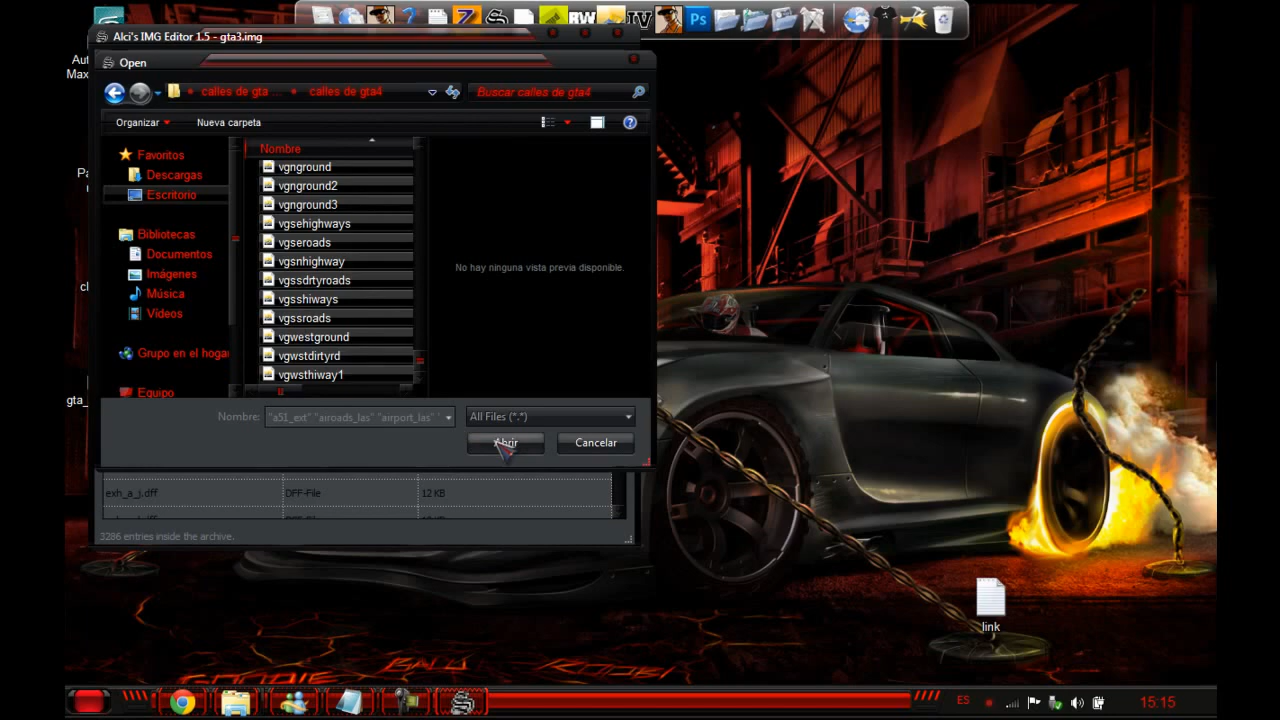 IV
Ps
Alci's IMG Editor 1.5 - gta3.img
Open
calles de gta ... calles de gta4
Buscar calles de gta4
Organizar Nueva carpeta
Nombre
Favoritos
Descargas
Escritorio
Bibliotecas
Documentos
Imágenes
Música
Vídeos
Grupo en el hogar
Equipo
vgnground
vgnground2
vgnground3
vgsehighways
vgseroads
vgsnhighway
vgssdrtyroads
vgsshiways
vgssroads
vgwestground
vgwstdirtyrd
vgwsthiway1
No hay ninguna vista previa disponible.
Nombre: "a51_ext" "airoads_las" "airport_las" " All Files (*.*)
Abrir Cancelar
exh_a_j.dff DFF-File 12 KB
3286 entries inside the archive.
link
ES 15:15